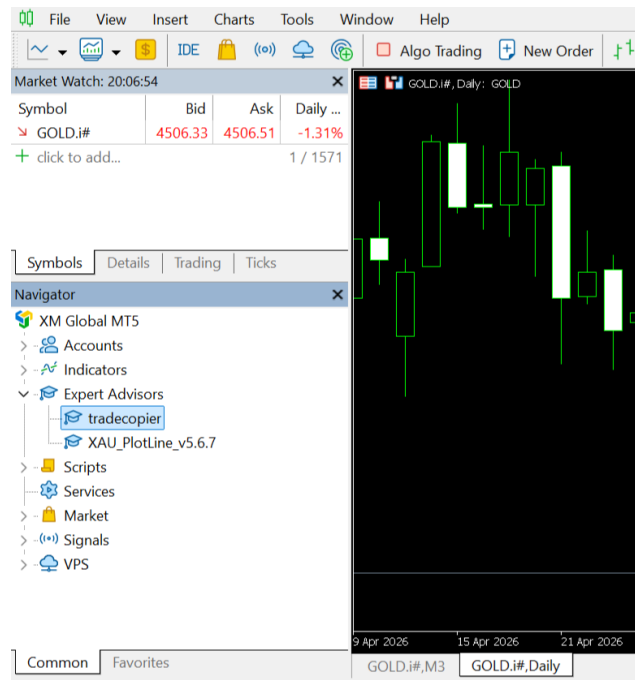 File View Insert Charts Tools Window Help
IDE Algo Trading New Order
Market Watch: 20:06:54
Symbol Bid Ask Daily ...
GOLD.i# 4506.33 4506.51 -1.31%
click to add... 1 / 1571
Symbols Details Trading Ticks
Navigator
XM Global MT5
Accounts
Indicators
Expert Advisors
tradecopier
XAU_PlotLine_v5.6.7
Scripts
Services
Market
Signals
VPS
Common Favorites
GOLD.i#,Daily: GOLD
9 Apr 2026 15 Apr 2026 21 Apr 2026
GOLD.i#,M3 GOLD.i#,Daily